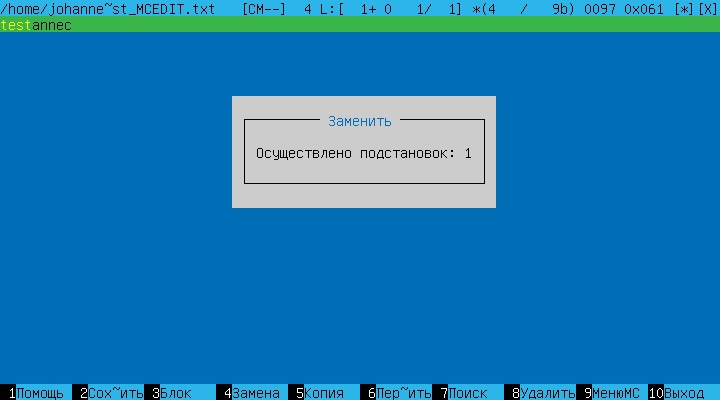 /home/johanne~st_MCEDIT.txt [CM--] 4 L:[ 1+ 0 1/ 1] *(4 / 9b) 0097 0x061 [*][X]
testannec
Заменить
Осуществлено подстановок: 1
1Помощь 2Сох~ить 3Блок 4Замена 5Копия 6Пер~ить 7Поиск 8Удалить 9МенюМС 10Выход